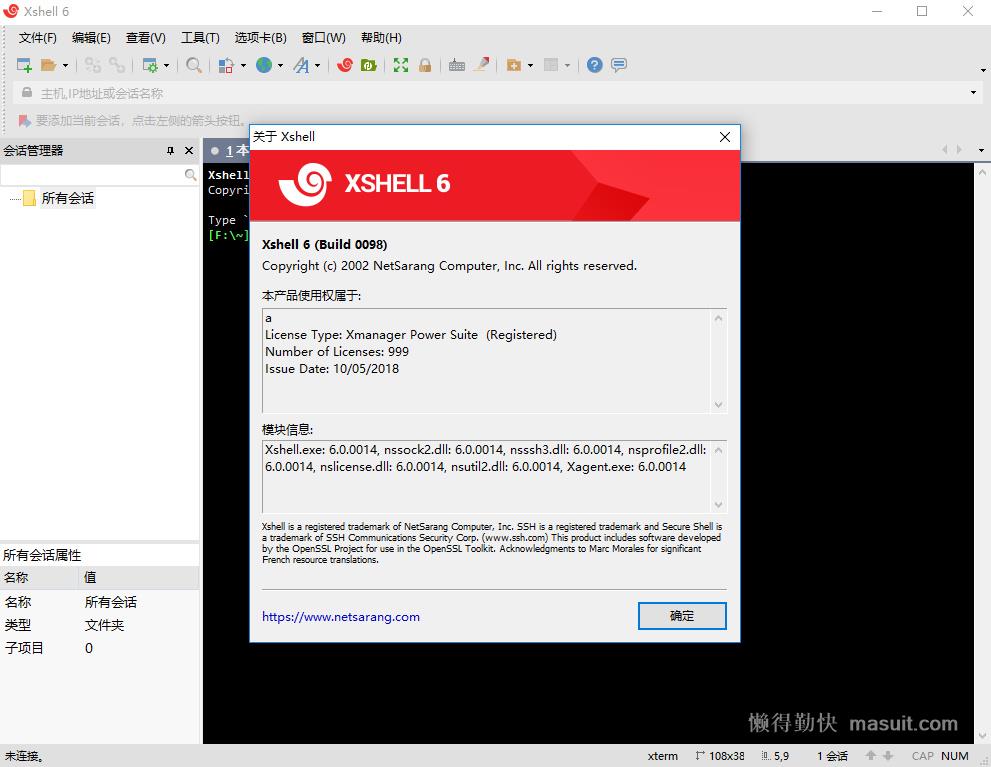 Xshell 6
文件(F) 编辑(E) 查看(V) 工具(T) 选项卡(B) 窗口(W) 帮助(H)
主机,IP地址或会话名称
要添加当前会话，点击左侧的箭头按钮。
会话管理器
所有会话
1 本
Xshell
Copyri
Type `
[F:\~]
关于 Xshell
XSHELL 6
Xshell 6 (Build 0098)
Copyright (c) 2002 NetSarang Computer, Inc. All rights reserved.
本产品使用权属于:
a
License Type: Xmanager Power Suite (Registered)
Number of Licenses: 999
Issue Date: 10/05/2018
模块信息:
Xshell.exe: 6.0.0014, nssock2.dll: 6.0.0014, nsssh3.dll: 6.0.0014, nsprofile2.dll:
6.0.0014, nslicense.dll: 6.0.0014, nsutil2.dll: 6.0.0014, Xagent.exe: 6.0.0014
Xshell is a registered trademark of NetSarang Computer, Inc. SSH is a registered trademark and Secure Shell is
a trademark of SSH Communications Security Corp. (www.ssh.com) This product includes software developed
by the OpenSSL Project for use in the OpenSSL Toolkit. Acknowledgments to Marc Morales for significant
French resource translations.
https://www.netsarang.com
确定
所有会话属性
名称 值
名称 所有会话
类型 文件夹
子项目 0
懒得勤快 masuit.com
未连接。
xterm 108x38 5,9 1 会话 CAP NUM